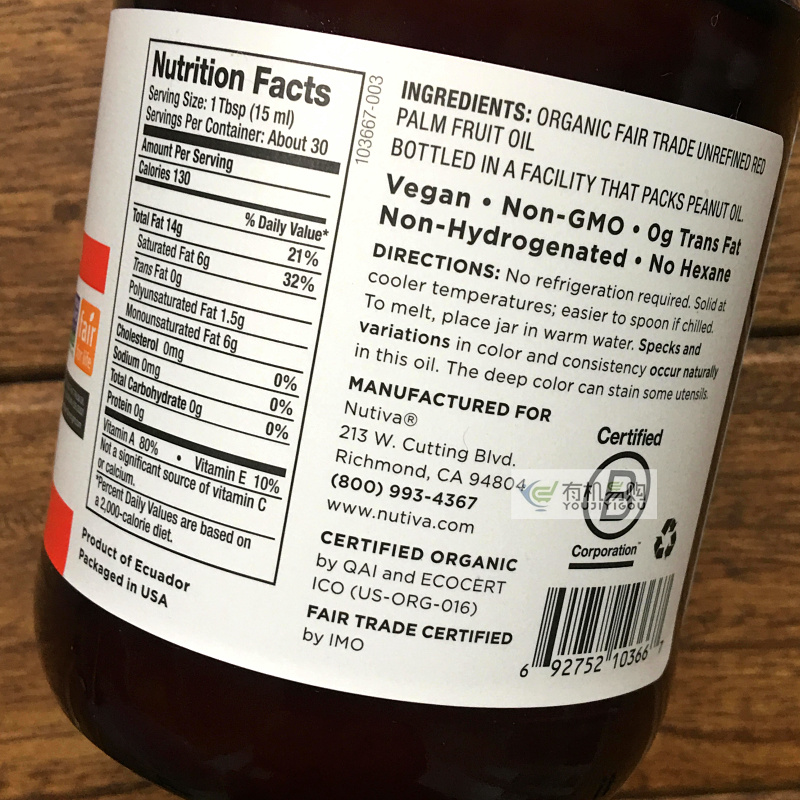 Nutrition Facts
Serving Size: 1 Tbsp (15 ml)
Servings Per Container: About 30
Amount Per Serving
Calories 130
% Daily Value*
Total Fat 14g 21%
Saturated Fat 6g 32%
Trans Fat 0g
Polyunsaturated Fat 1.5g
Monounsaturated Fat 6g
Cholesterol 0mg 0%
Sodium 0mg 0%
Total Carbohydrate 0g 0%
Protein 0g
Vitamin A 80% • Vitamin E 10%
Not a significant source of vitamin C
or calcium.
*Percent Daily Values are based on
a 2,000-calorie diet.
Product of Ecuador
Packaged in USA
103667-003
INGREDIENTS: ORGANIC FAIR TRADE UNREFINED RED
PALM FRUIT OIL
BOTTLED IN A FACILITY THAT PACKS PEANUT OIL.
Vegan • Non-GMO • 0g Trans Fat
Non-Hydrogenated • No Hexane
DIRECTIONS: No refrigeration required. Solid at
cooler temperatures; easier to spoon if chilled.
To melt, place jar in warm water. Specks and
variations in color and consistency occur naturally
in this oil. The deep color can stain some utensils.
MANUFACTURED FOR
Nutiva®
213 W. Cutting Blvd.
Richmond, CA 94804
(800) 993-4367
www.nutiva.com
CERTIFIED ORGANIC
by QAI and ECOCERT
ICO (US-ORG-016)
FAIR TRADE CERTIFIED
by IMO
Certified
B
Corporation™
有机易购
YOUJIYIGOU
6 92752 10366 7
fair
for life